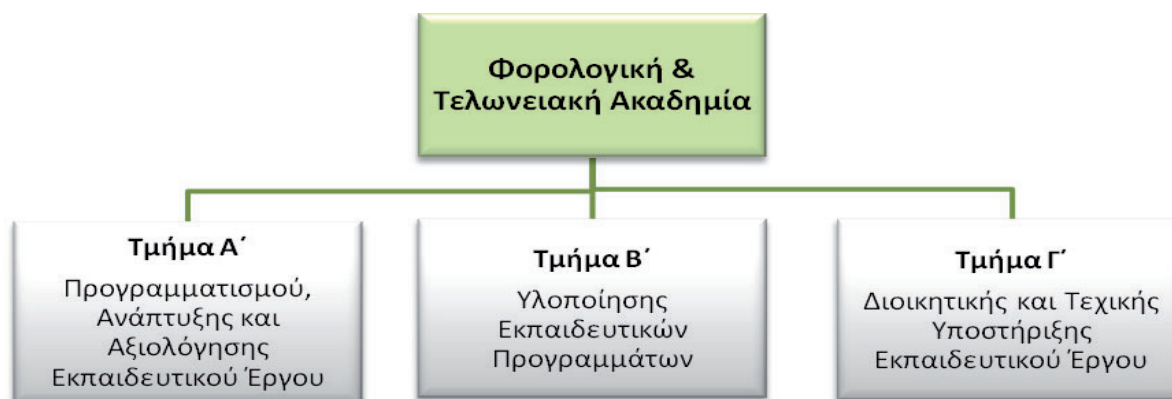 Φορολογική &
Τελωνειακή Ακαδημία
Τμήμα Α΄
Προγραμματισμού,
Ανάπτυξης και
Αξιολόγησης
Εκπαιδευτικού Έργου
Τμήμα Β΄
Υλοποίησης
Εκπαιδευτικών
Προγραμμάτων
Τμήμα Γ΄
Διοικητικής και Τεχικής
Υποστήριξης
Εκπαιδευτικού Έργου